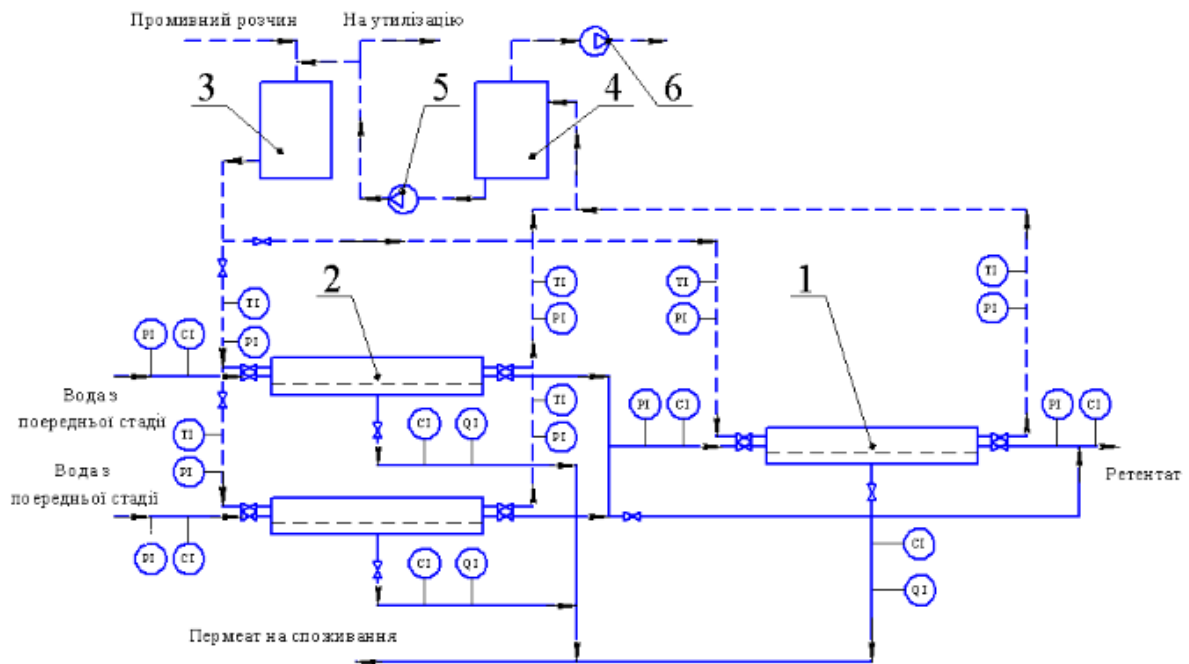 Промивний розчин
На утилізацію
3
5
4
6
TI
PI
TI
PI
TI
PI
TI
PI
2
1
PI
CI
Вода з
поередньої стадії
TI
PI
CI
QI
TI
PI
PI
CI
PI
CI
Ретентат
Вода з
поередньої стадії
PI
CI
CI
QI
CI
QI
Пермеат на споживання